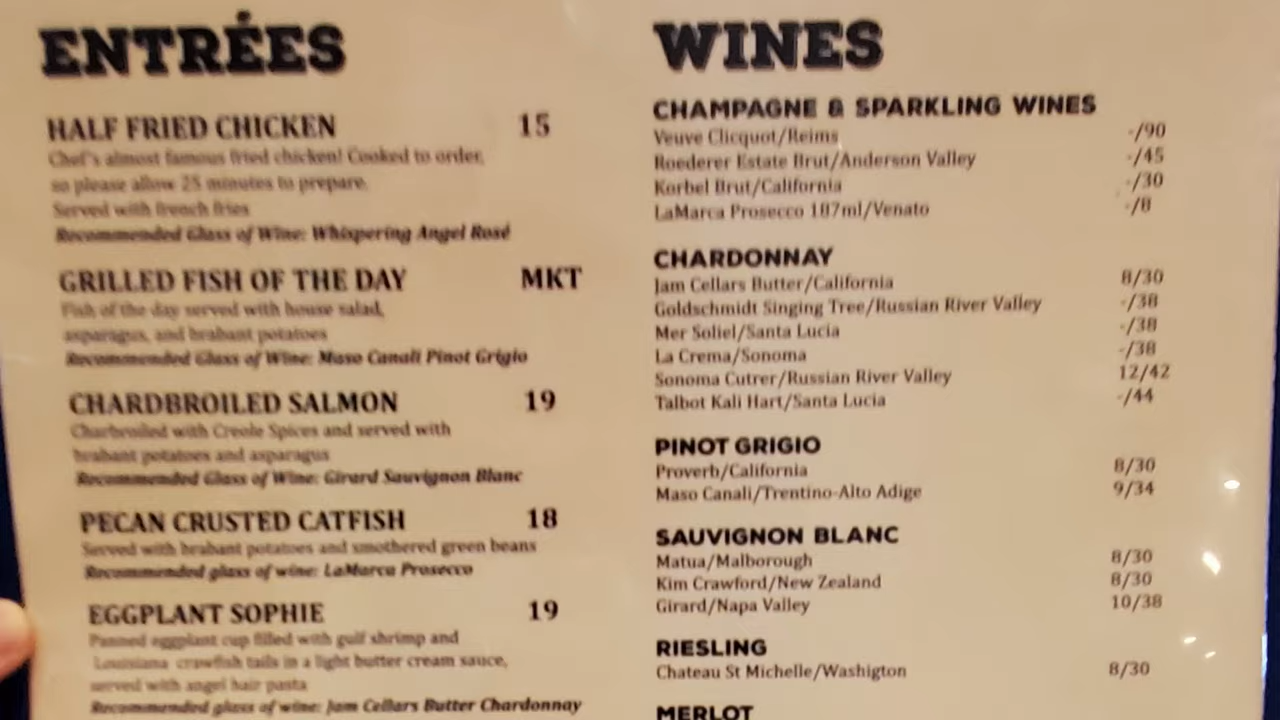 ENTRÉES
HALF FRIED CHICKEN 15
Chef's almost famous fried chicken! Cooked to order,
so please allow 25 minutes to prepare.
Served with french fries
Recommended Glass of Wine: Whispering Angel Rosé
GRILLED FISH OF THE DAY MKT
Fish of the day served with house salad,
asparagus, and brabant potatoes
Recommended Glass of Wine: Maso Canali Pinot Grigio
CHARDBROILED SALMON 19
Charbroiled with Creole Spices and served with
brabant potatoes and asparagus
Recommended Glass of Wine: Girard Sauvignon Blanc
PECAN CRUSTED CATFISH 18
Served with brabant potatoes and smothered green beans
Recommended glass of wine: LaMarca Prosecco
EGGPLANT SOPHIE 19
Panned eggplant cup filled with gulf shrimp and
Louisiana crawfish tails in a light butter cream sauce,
served with angel hair pasta
Recommended glass of wine: Jam Cellars Butter Chardonnay
WINES
CHAMPAGNE & SPARKLING WINES
Veuve Clicquot/Reims -/90
Roederer Estate Brut/Anderson Valley -/45
Korbel Brut/California -/30
LaMarca Prosecco 187ml/Venato -/8
CHARDONNAY
Jam Cellars Butter/California 8/30
Goldschmidt Singing Tree/Russian River Valley -/38
Mer Soliel/Santa Lucia -/38
La Crema/Sonoma -/38
Sonoma Cutrer/Russian River Valley 12/42
Talbot Kali Hart/Santa Lucia -/44
PINOT GRIGIO
Proverb/California 8/30
Maso Canali/Trentino-Alto Adige 9/34
SAUVIGNON BLANC
Matua/Malborough 8/30
Kim Crawford/New Zealand 8/30
Girard/Napa Valley 10/38
RIESLING
Chateau St Michelle/Washigton 8/30
MERLOT